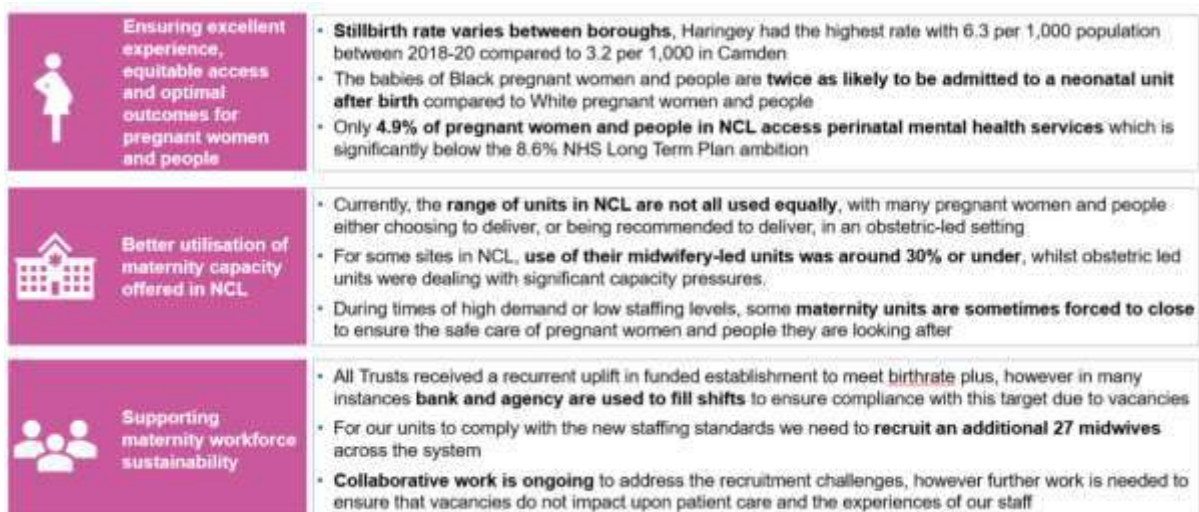 Ensuring excellent
experience,
equitable access
and optimal
outcomes for
pregnant women
and people
• Stillbirth rate varies between boroughs, Haringey had the highest rate with 6.3 per 1,000 population
between 2018-20 compared to 3.2 per 1,000 in Camden
• The babies of Black pregnant women and people are twice as likely to be admitted to a neonatal unit
after birth compared to White pregnant women and people
• Only 4.9% of pregnant women and people in NCL access perinatal mental health services which is
significantly below the 8.6% NHS Long Term Plan ambition
Better utilisation of
maternity capacity
offered in NCL
• Currently, the range of units in NCL are not all used equally, with many pregnant women and people
either choosing to deliver, or being recommended to deliver, in an obstetric-led setting
• For some sites in NCL, use of their midwifery-led units was around 30% or under, whilst obstetric led
units were dealing with significant capacity pressures.
• During times of high demand or low staffing levels, some maternity units are sometimes forced to close
to ensure the safe care of pregnant women and people they are looking after
Supporting
maternity workforce
sustainability
• All Trusts received a recurrent uplift in funded establishment to meet birthrate plus, however in many
instances bank and agency are used to fill shifts to ensure compliance with this target due to vacancies
• For our units to comply with the new staffing standards we need to recruit an additional 27 midwives
across the system
• Collaborative work is ongoing to address the recruitment challenges, however further work is needed to
ensure that vacancies do not impact upon patient care and the experiences of our staff